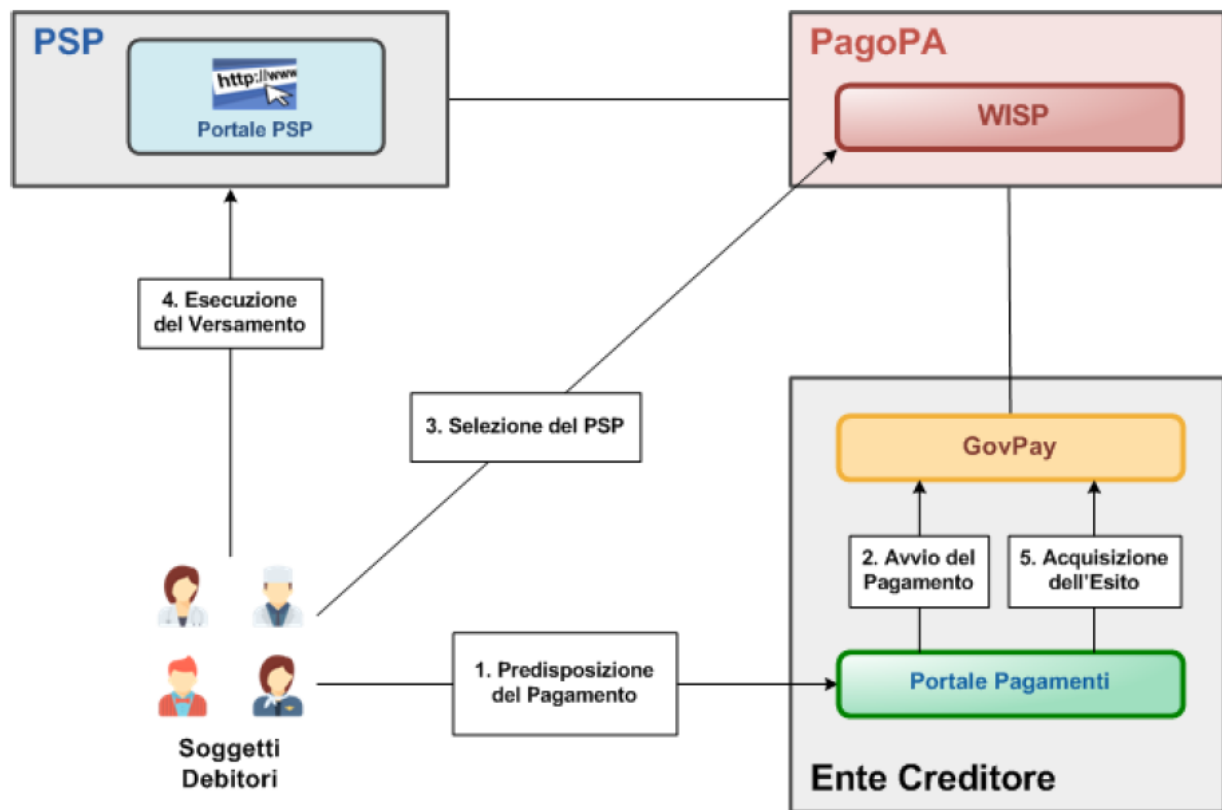 PSP
http://www
Portale PSP
PagoPA
WISP
4. Esecuzione
del Versamento
3. Selezione del PSP
GovPay
2. Avvio del
Pagamento
5. Acquisizione
dell'Esito
1. Predisposizione
del Pagamento
Portale Pagamenti
Soggetti
Debitori
Ente Creditore